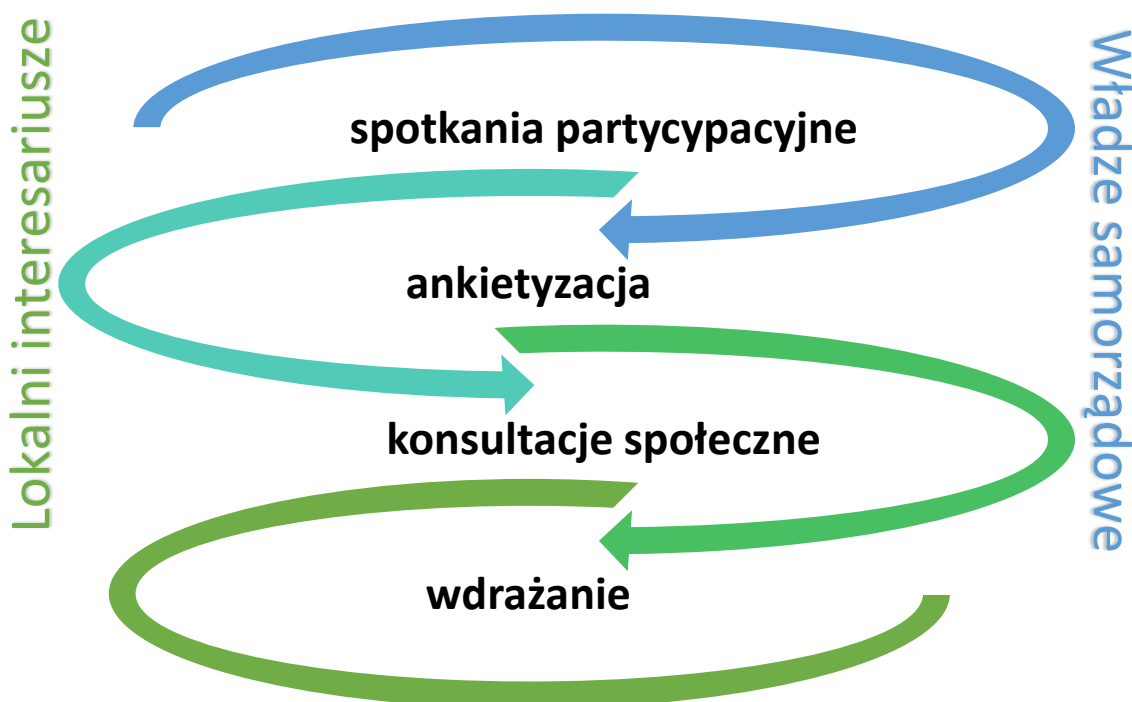 Lokalni interesariusze
spotkania partycypacyjne
ankietyzacja
konsultacje społeczne
wdrażanie
Władze samorządowe